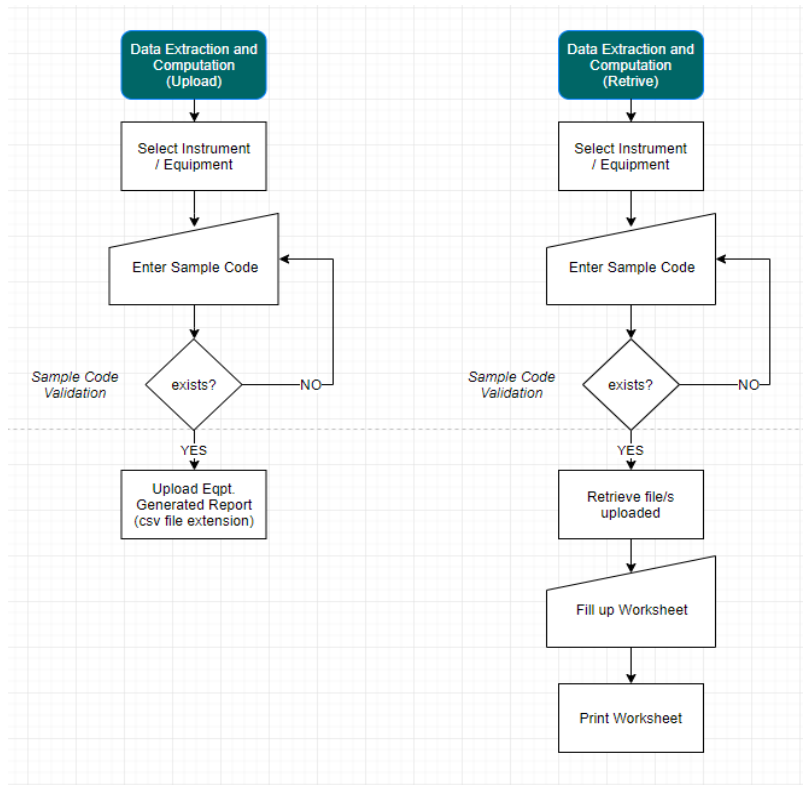 Data Extraction and
Computation
(Upload)
Select Instrument
/ Equipment
Enter Sample Code
Sample Code
Validation
exists?
NO
YES
Upload Eqpt.
Generated Report
(csv file extension)
Data Extraction and
Computation
(Retrive)
Select Instrument
/ Equipment
Enter Sample Code
Sample Code
Validation
exists?
NO
YES
Retrieve file/s
uploaded
Fill up Worksheet
Print Worksheet